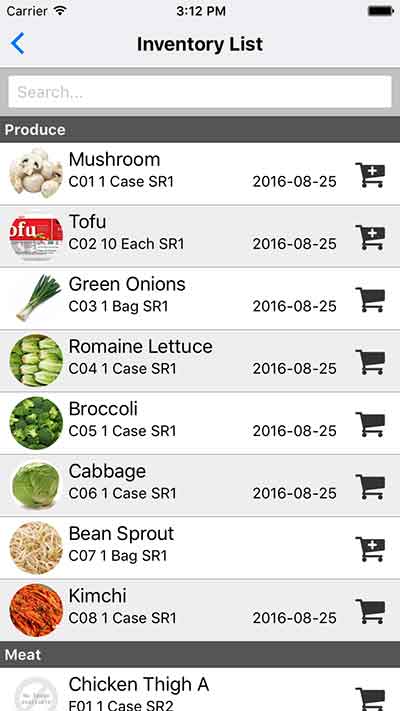 Carrier 3:12 PM
Inventory List
Search...
Produce
Mushroom
C01 1 Case SR1 2016-08-25
ofu
Tofu
C02 10 Each SR1 2016-08-25
Green Onions
C03 1 Bag SR1 2016-08-25
Romaine Lettuce
C04 1 Case SR1 2016-08-25
Broccoli
C05 1 Case SR1 2016-08-25
Cabbage
C06 1 Case SR1 2016-08-25
Bean Sprout
C07 1 Bag SR1
Kimchi
C08 1 Case SR1 2016-08-25
Meat
No Image
Available
Chicken Thigh A
F01 1 Case SR2